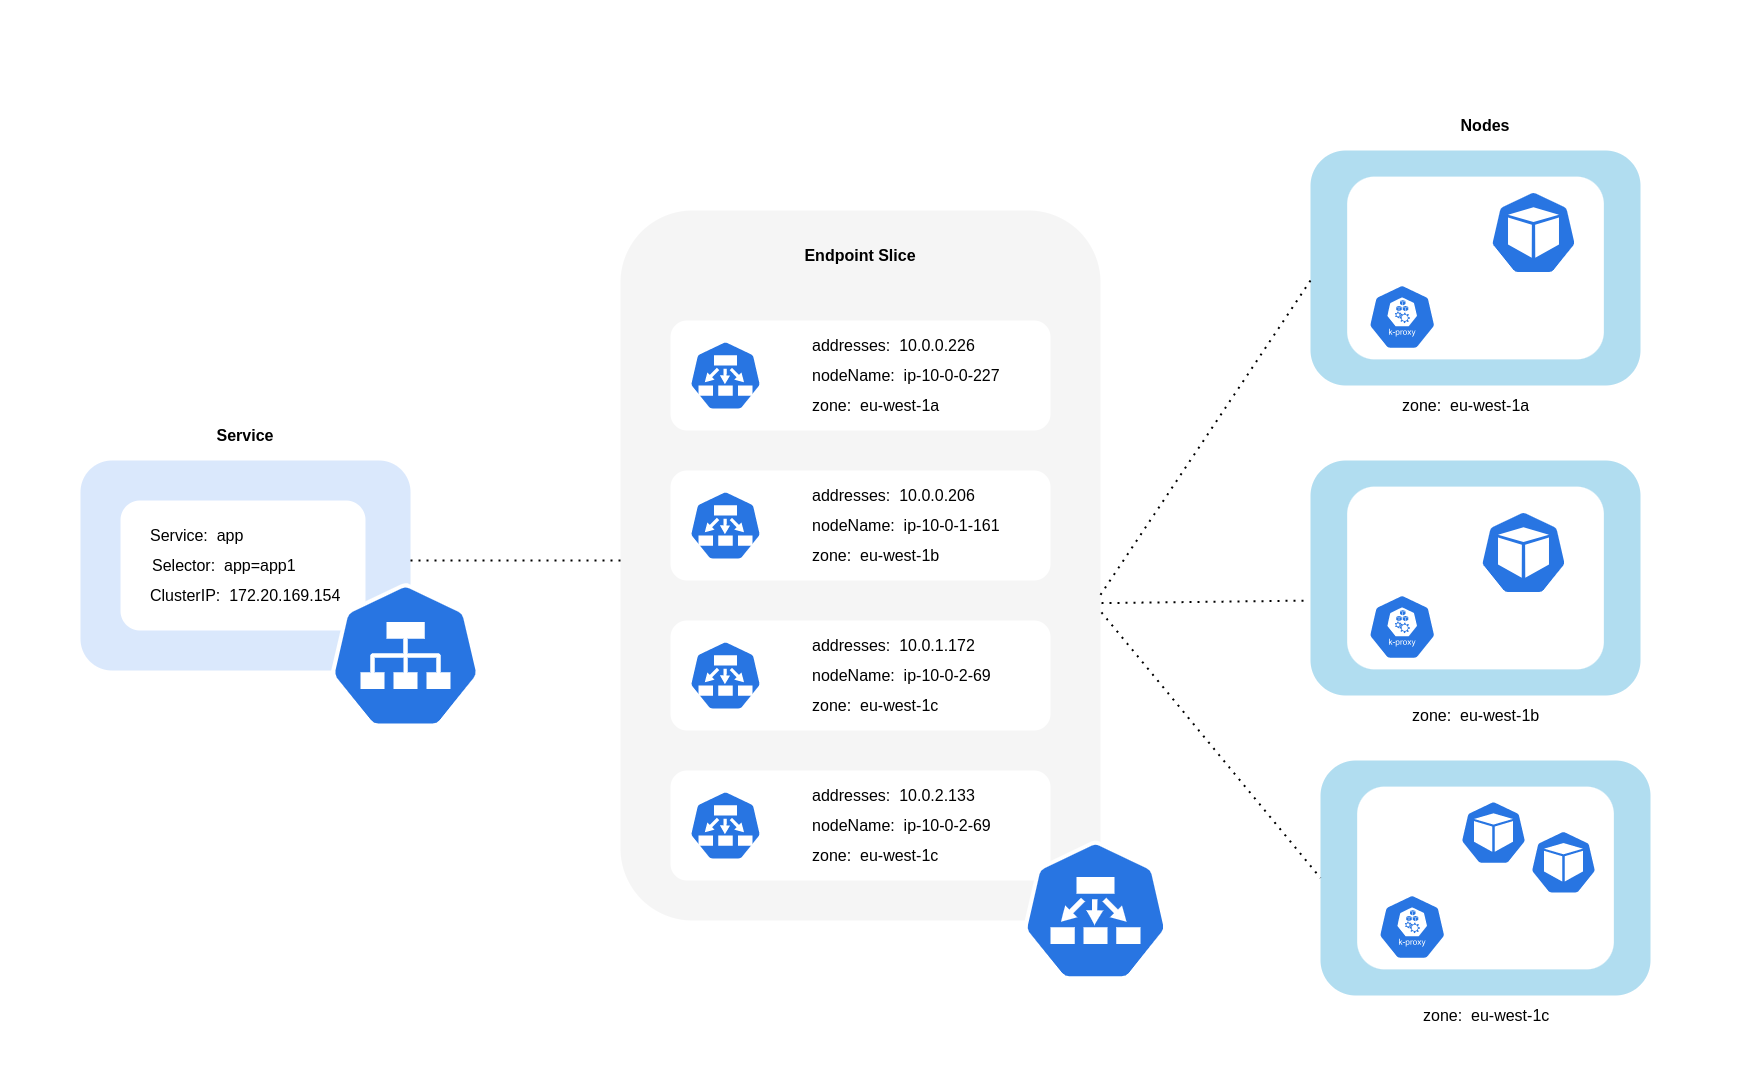 Service
Service:  app
Selector:  app=app1
ClusterIP:  172.20.169.154
Endpoint Slice
addresses:  10.0.0.226
nodeName:  ip-10-0-0-227
zone:  eu-west-1a
addresses:  10.0.0.206
nodeName:  ip-10-0-1-161
zone:  eu-west-1b
addresses:  10.0.1.172
nodeName:  ip-10-0-2-69
zone:  eu-west-1c
addresses:  10.0.2.133
nodeName:  ip-10-0-2-69
zone:  eu-west-1c
Nodes
k-proxy
zone:  eu-west-1a
k-proxy
zone:  eu-west-1b
k-proxy
zone:  eu-west-1c